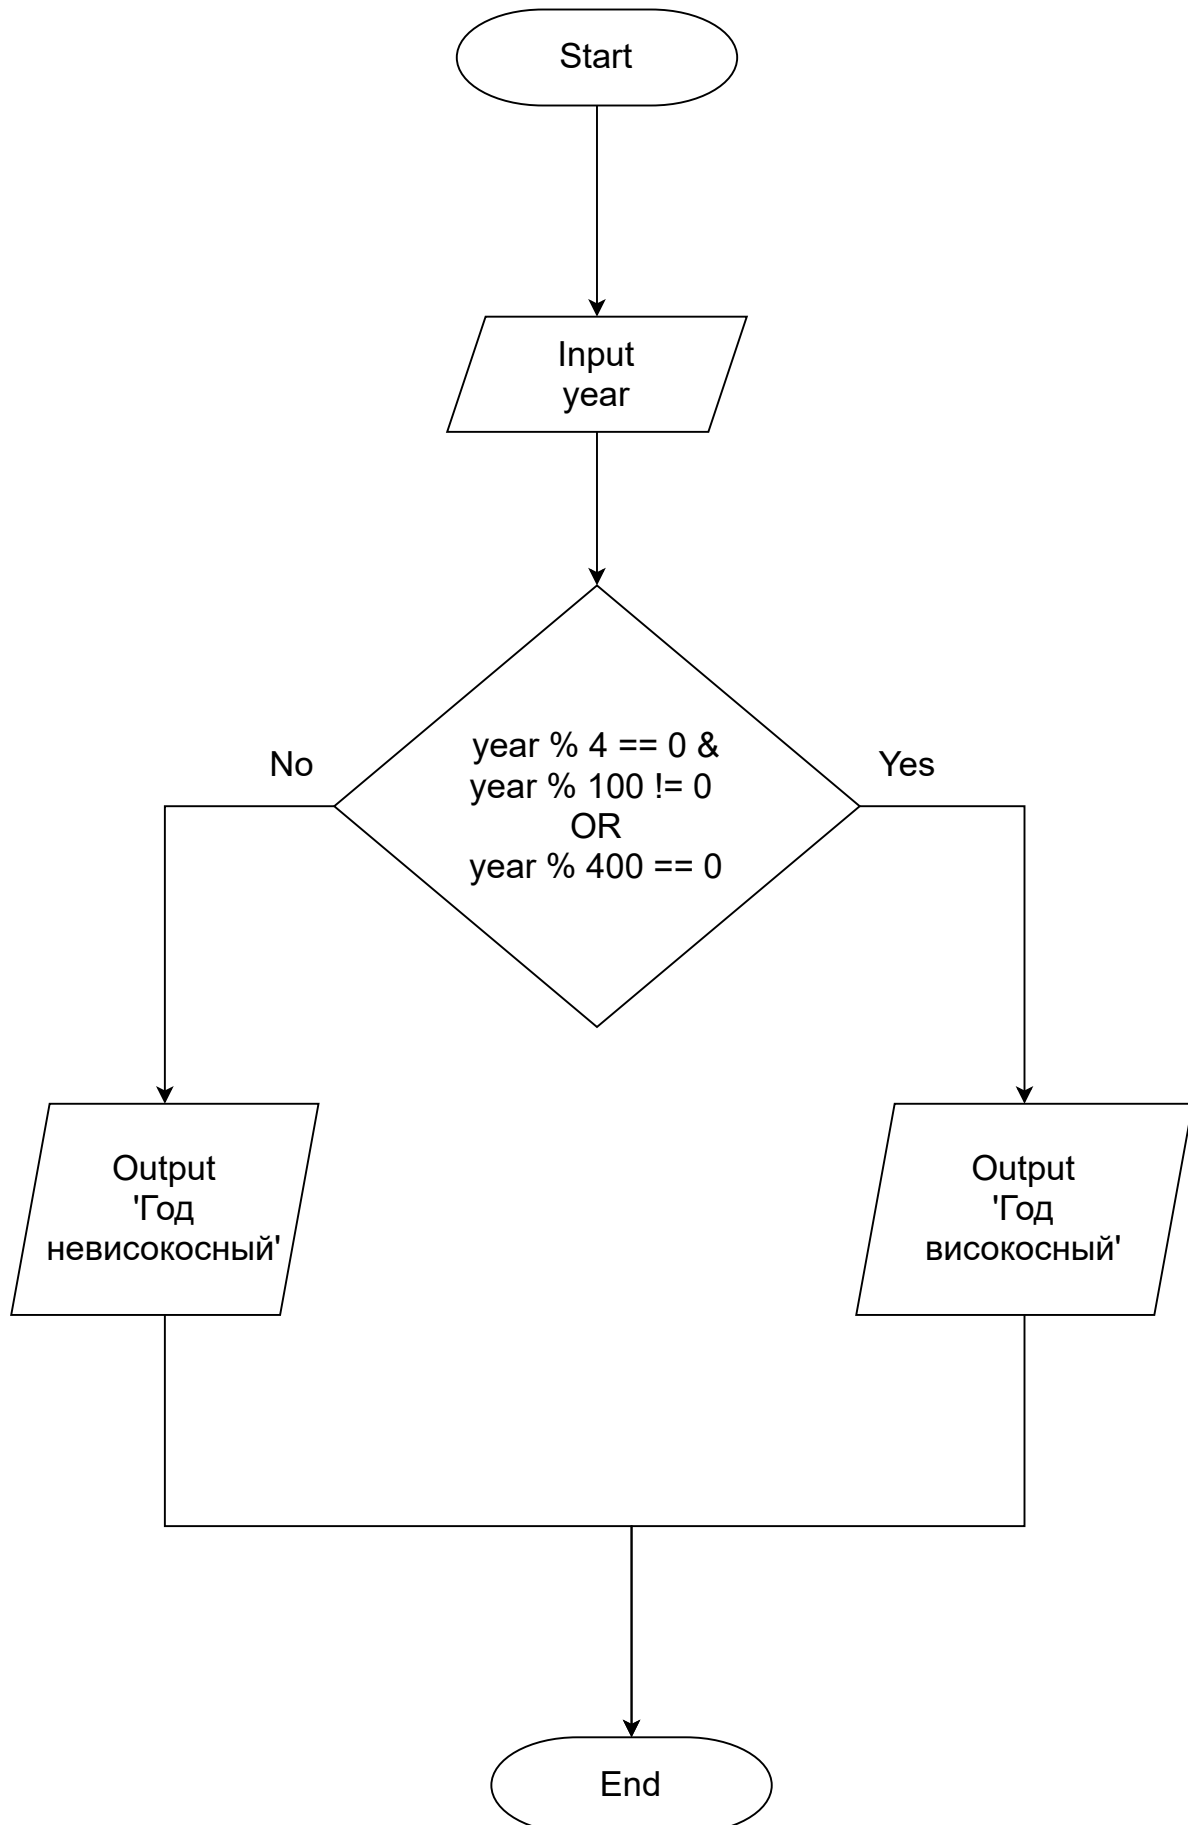 Start
Input
year
year % 4 == 0 &
year % 100 != 0
OR
year % 400 == 0
No
Yes
Output
'Год
невисокосный'
Output
'Год
високосный'
End